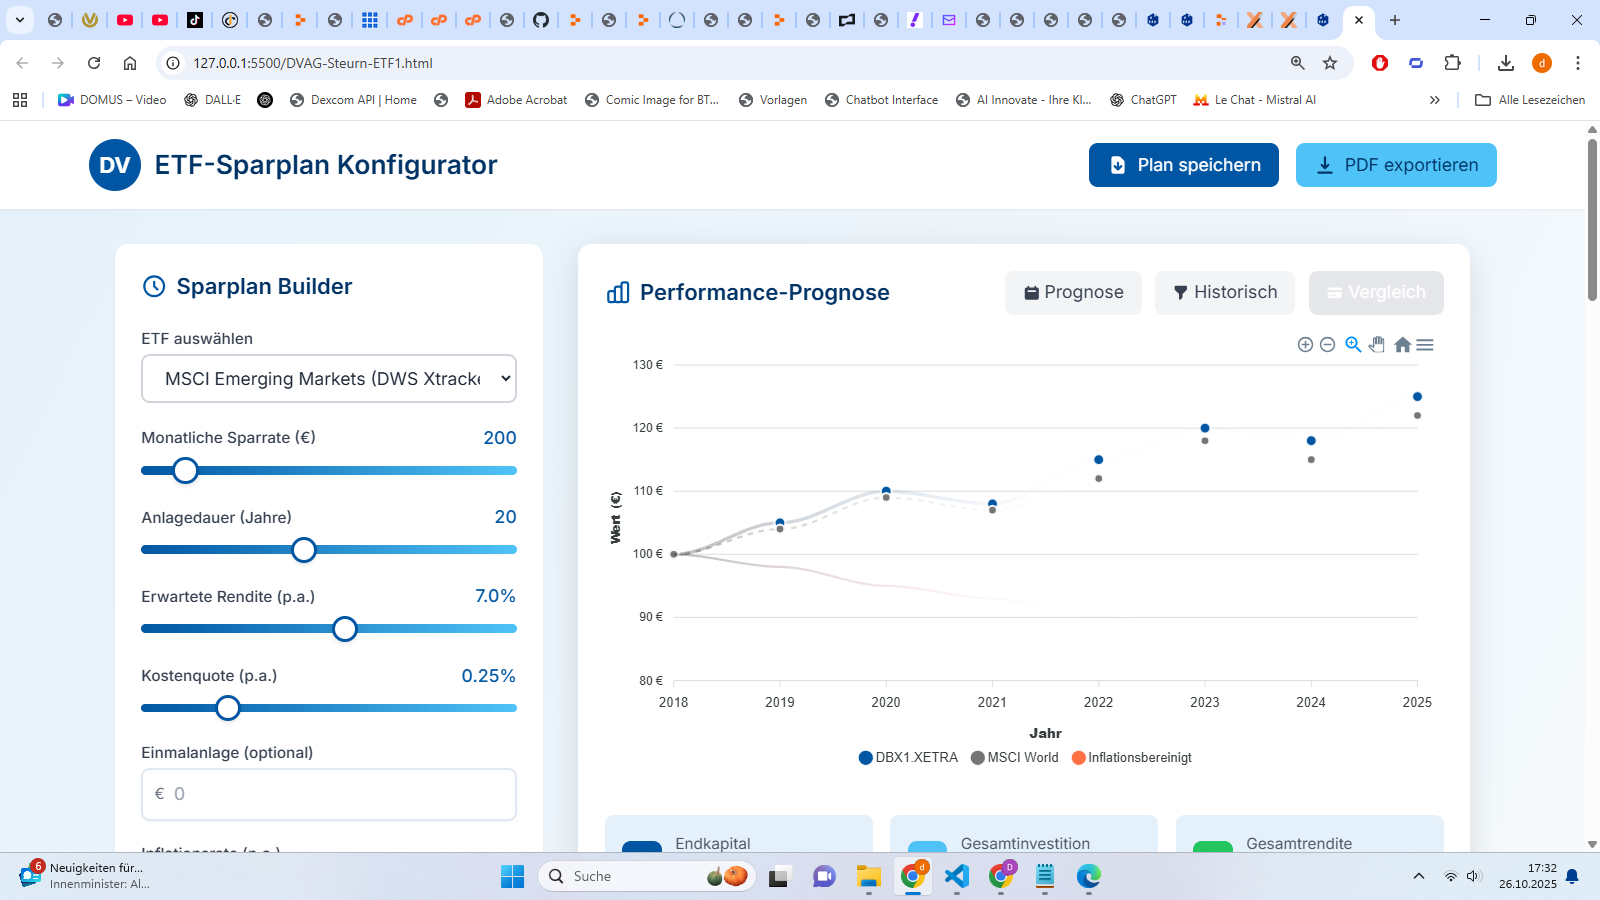 127.0.0.1:5500/DVAG-Steurn-ETF1.html
d
DOMUS – Video
DALL·E
Dexcom API | Home
Adobe Acrobat
Comic Image for BT...
Vorlagen
Chatbot Interface
AI Innovate - Ihre KI...
ChatGPT
Le Chat - Mistral AI
Alle Lesezeichen
DV
ETF-Sparplan Konfigurator
Plan speichern
PDF exportieren
Sparplan Builder
ETF auswählen
MSCI Emerging Markets (DWS Xtracke
Monatliche Sparrate (€)
200
Anlagedauer (Jahre)
20
Erwartete Rendite (p.a.)
7.0%
Kostenquote (p.a.)
0.25%
Einmalanlage (optional)
€ 0
Inflationsrate (p.a.)
Performance-Prognose
Prognose
Historisch
Vergleich
130 €
120 €
110 €
100 €
90 €
80 €
Wert (€)
2018
2019
2020
2021
2022
2023
2024
2025
Jahr
DBX1.XETRA
MSCI World
Inflationsbereinigt
Endkapital
Gesamtinvestition
Gesamtrendite
6
Neuigkeiten für...
Innenminister: Al...
Suche
d
D
17:32
26.10.2025